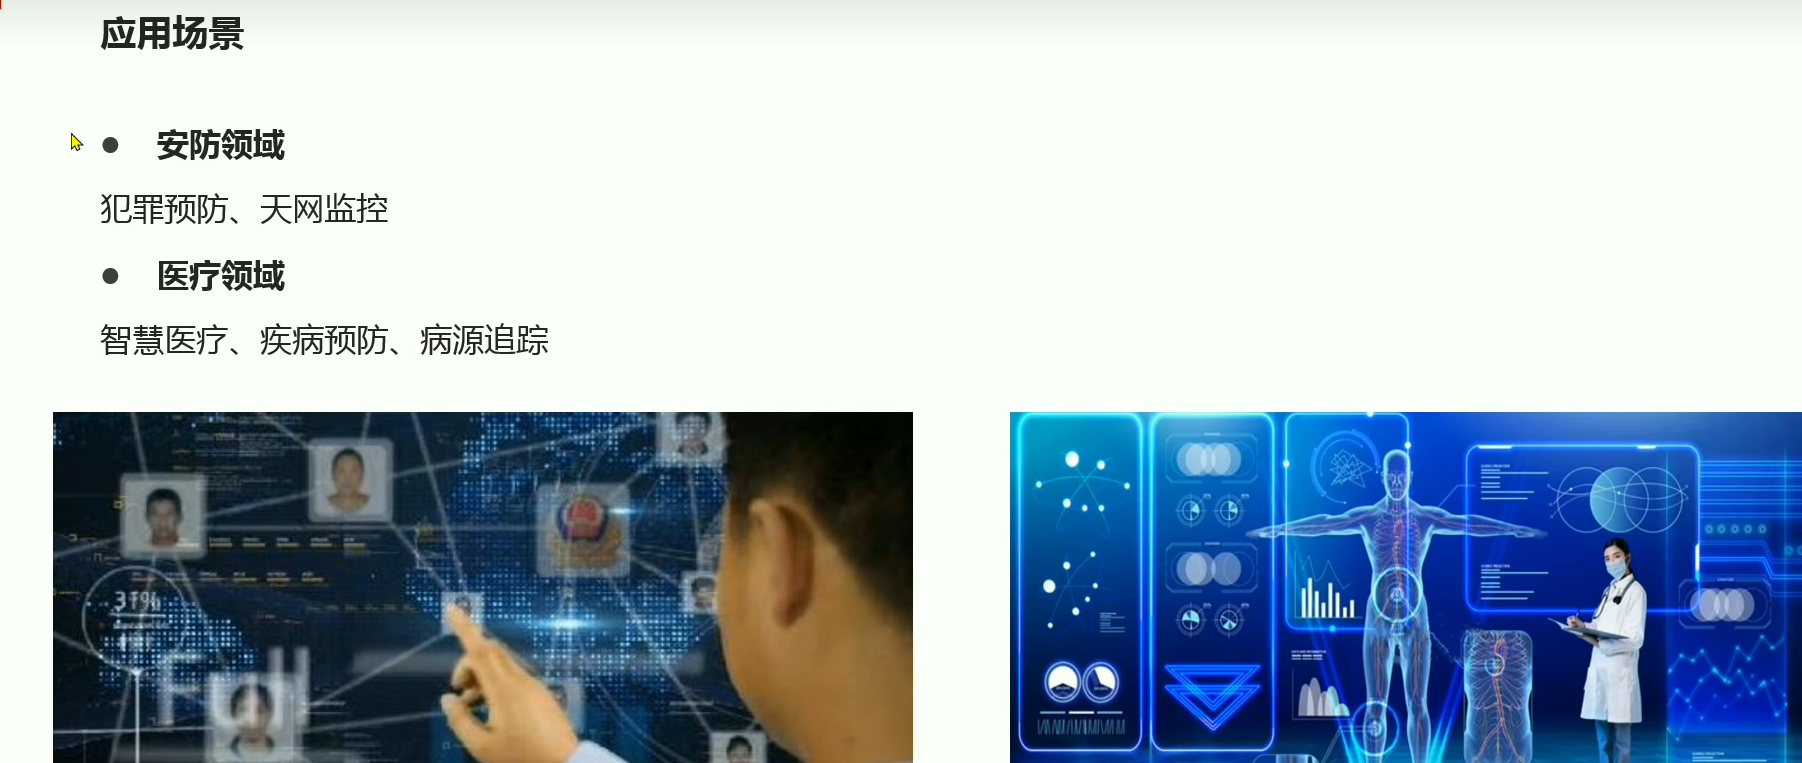 应用场景
● 安防领域
犯罪预防、天网监控
● 医疗领域
智慧医疗、疾病预防、病源追踪
31%